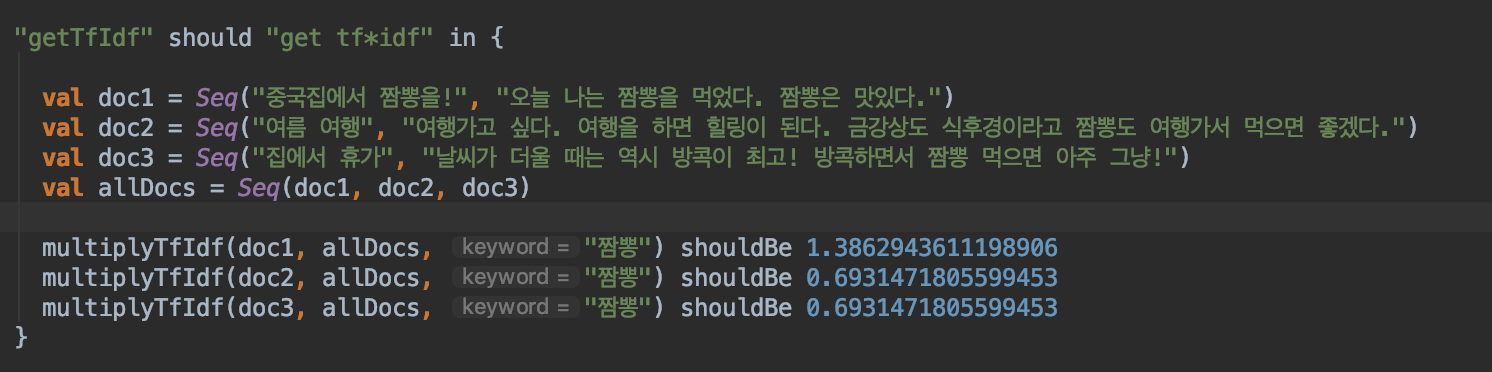 "getTfIdf" should "get tf*idf" in {
val doc1 = Seq("중국집에서 짬뽕을!", "오늘 나는 짬뽕을 먹었다. 짬뽕은 맛있다.")
val doc2 = Seq("여름 여행", "여행가고 싶다. 여행을 하면 힐링이 된다. 금강상도 식후경이라고 짬뽕도 여행가서 먹으면 좋겠다.")
val doc3 = Seq("집에서 휴가", "날씨가 더울 때는 역시 방콕이 최고! 방콕하면서 짬뽕 먹으면 아주 그냥!")
val allDocs = Seq(doc1, doc2, doc3)
multiplyTfIdf(doc1, allDocs, keyword = "짬뽕") shouldBe 1.3862943611198906
multiplyTfIdf(doc2, allDocs, keyword = "짬뽕") shouldBe 0.6931471805599453
multiplyTfIdf(doc3, allDocs, keyword = "짬뽕") shouldBe 0.6931471805599453
}